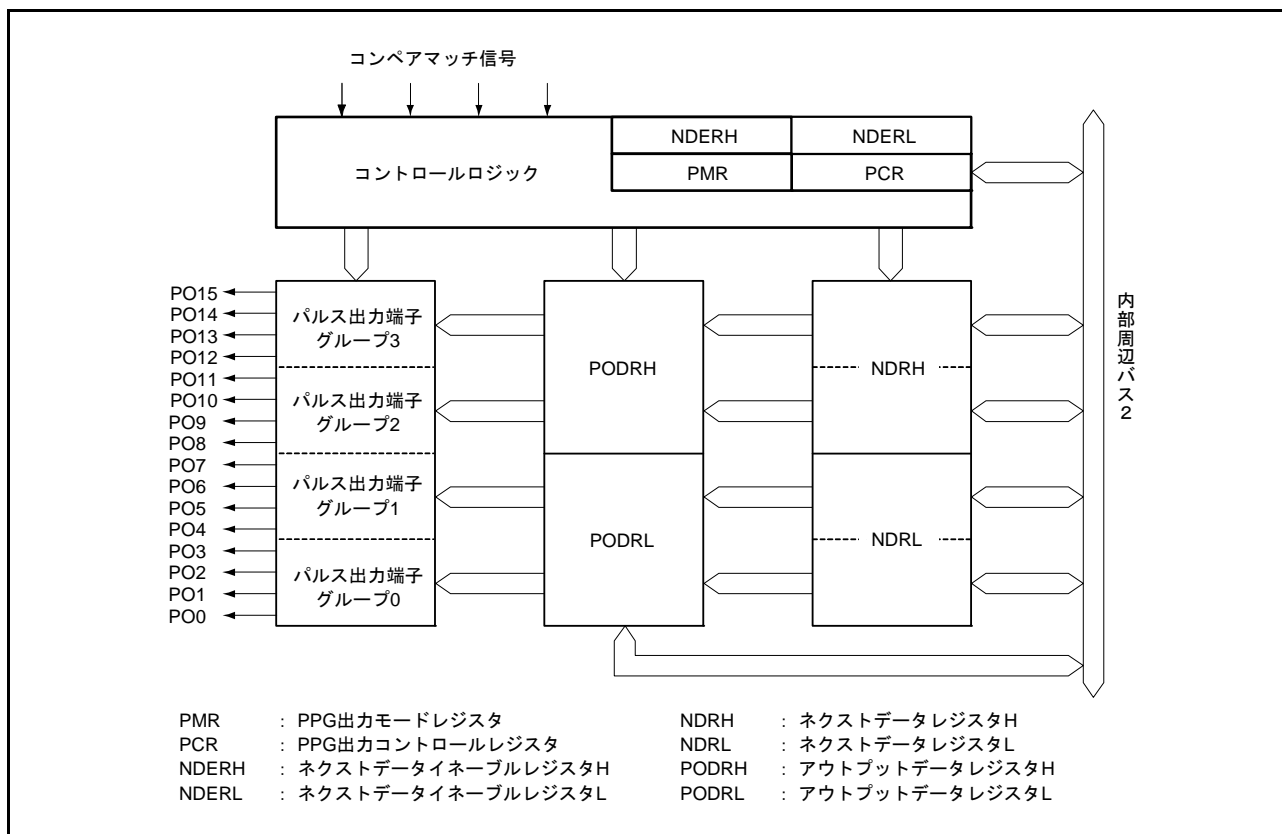 コンペアマッチ信号
コントロールロジック
NDERH
NDERL
PMR
PCR
PO15
PO14
PO13
PO12
PO11
PO10
PO9
PO8
PO7
PO6
PO5
PO4
PO3
PO2
PO1
PO0
パルス出力端子
グループ3
パルス出力端子
グループ2
パルス出力端子
グループ1
パルス出力端子
グループ0
PODRH
PODRL
NDRH
NDRL
内部周辺バス2
PMR : PPG出力モードレジスタ
PCR : PPG出力コントロールレジスタ
NDERH : ネクストデータイネーブルレジスタH
NDERL : ネクストデータイネーブルレジスタL
NDRH : ネクストデータレジスタH
NDRL : ネクストデータレジスタL
PODRH : アウトプットデータレジスタH
PODRL : アウトプットデータレジスタL